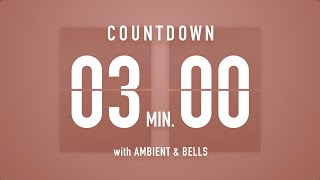 COUNTDOWN
03 MIN. 00
with AMBIENT & BELLS